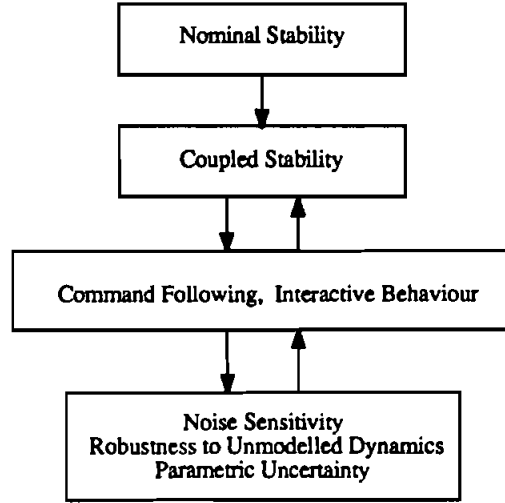 Nominal Stability
Coupled Stability
Command Following, Interactive Behaviour
Noise Sensitivity
Robustness to Unmodelled Dynamics
Parametric Uncertainty